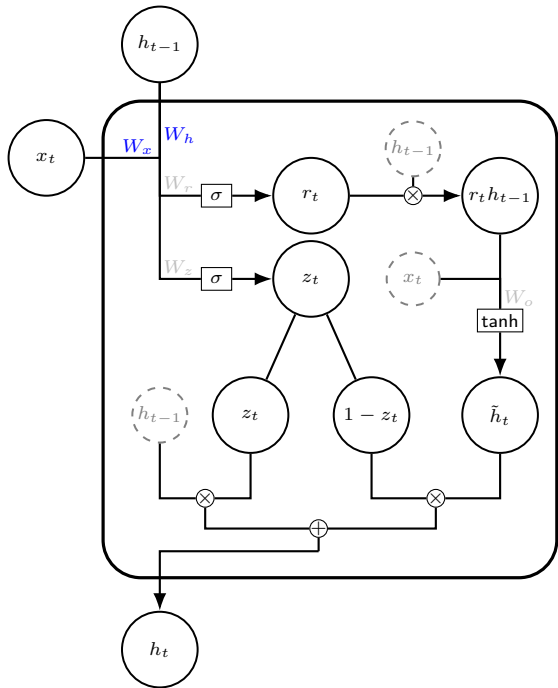 h_{t−1}
x_t
W_x
W_h
h_{t−1}
W_r
σ
r_t
×
r_t h_{t−1}
W_z
σ
z_t
x_t
W_o
tanh
h_{t−1}
z_t
1 − z_t
h̃_t
×
×
+
h_t